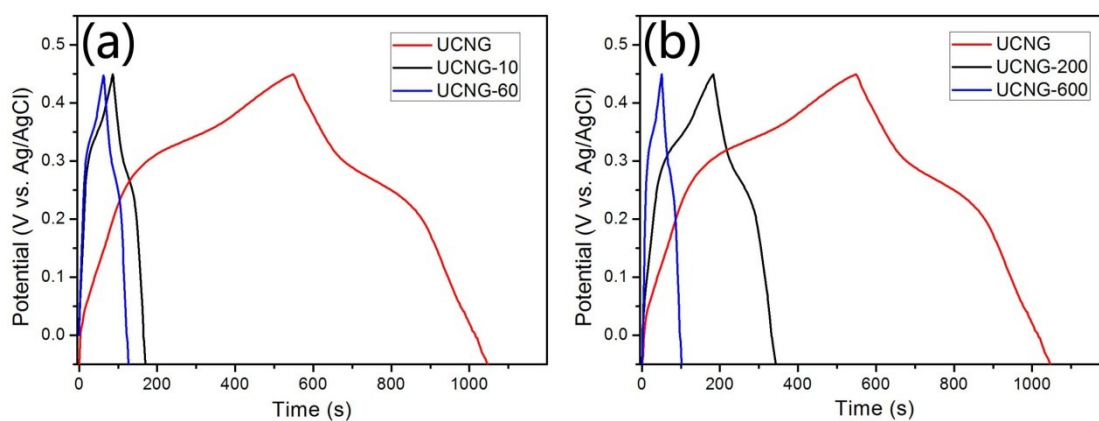 (a)
UCNG
UCNG-10
UCNG-60
0.5
0.4
0.3
0.2
0.1
0.0
Potential (V vs. Ag/AgCl)
0
200
400
600
800
1000
Time (s)
(b)
UCNG
UCNG-200
UCNG-600
0.5
0.4
0.3
0.2
0.1
0.0
Potential (V vs. Ag/AgCl)
0
200
400
600
800
1000
Time (s)